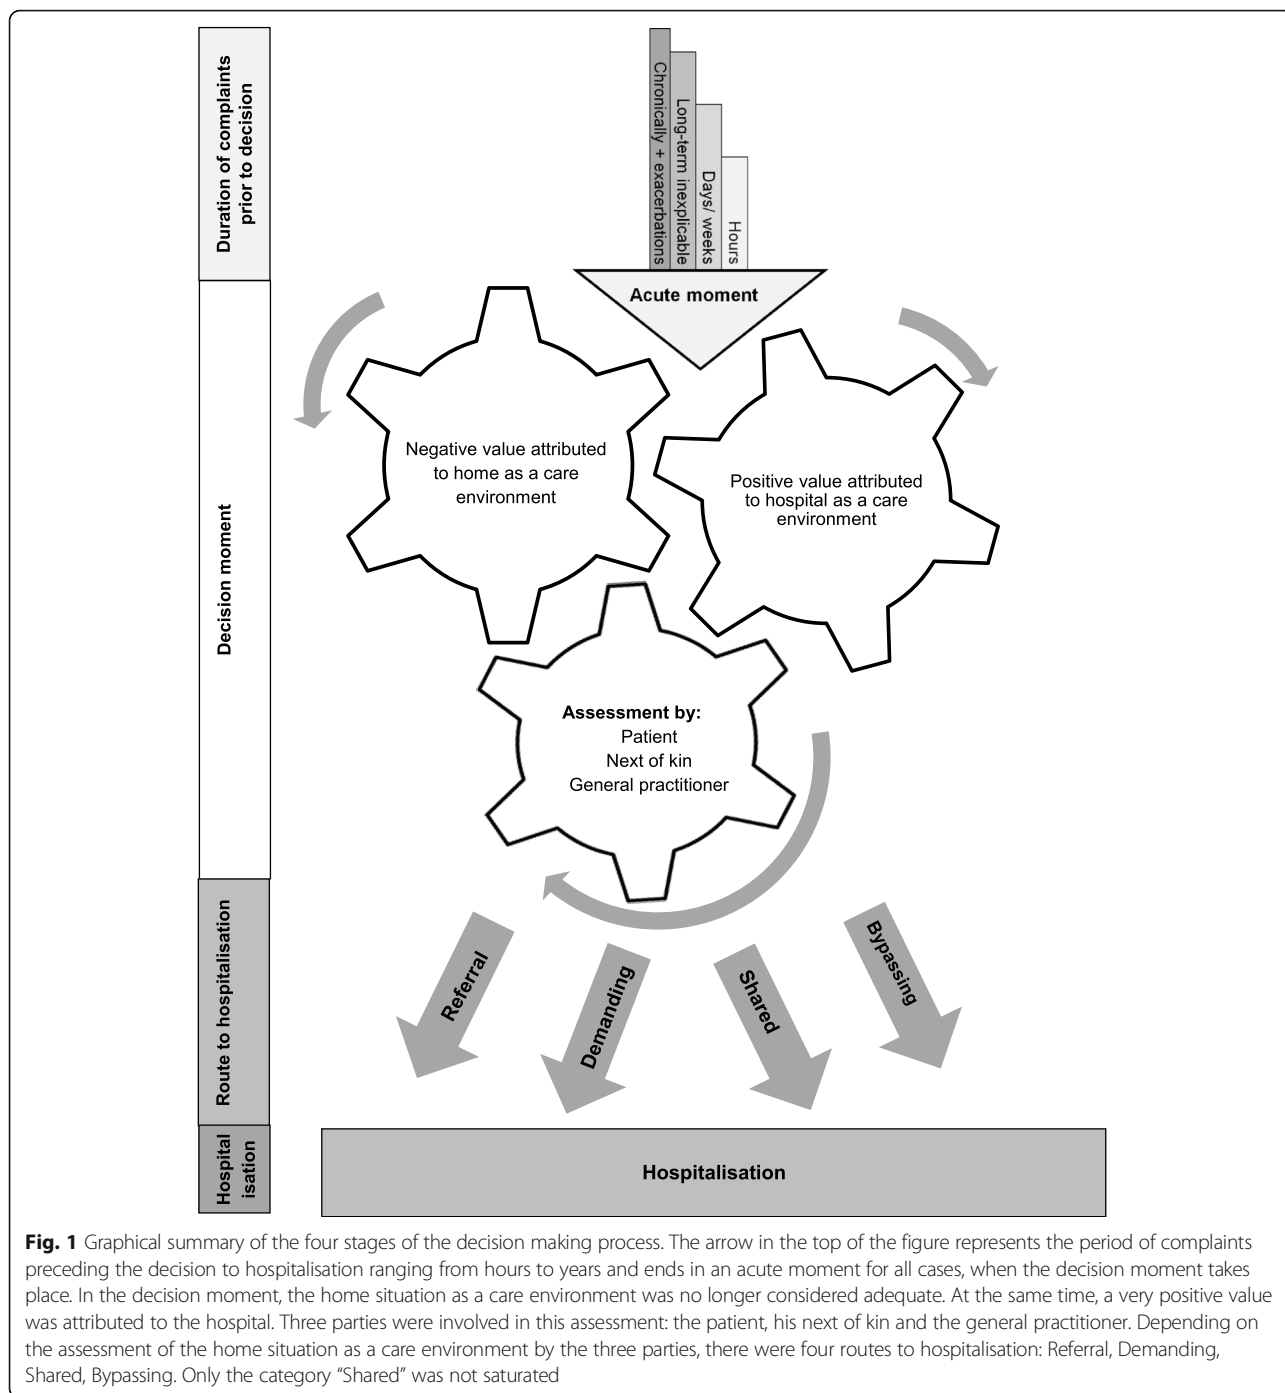 Duration of complaints
prior to decision
Chronically + exacerbations
Long-term inexplicable
Days/ weeks
Hours
Acute moment
Decision moment
Negative value attributed
to home as a care
environment
Positive value attributed
to hospital as a care
environment
Assessment by:
Patient
Next of kin
General practitioner
Route to hospitalisation
Referral
Demanding
Shared
Bypassing
Hospital
isation
Hospitalisation
Fig. 1 Graphical summary of the four stages of the decision making process. The arrow in the top of the figure represents the period of complaints
preceding the decision to hospitalisation ranging from hours to years and ends in an acute moment for all cases, when the decision moment takes
place. In the decision moment, the home situation as a care environment was no longer considered adequate. At the same time, a very positive value
was attributed to the hospital. Three parties were involved in this assessment: the patient, his next of kin and the general practitioner. Depending on
the assessment of the home situation as a care environment by the three parties, there were four routes to hospitalisation: Referral, Demanding,
Shared, Bypassing. Only the category “Shared” was not saturated